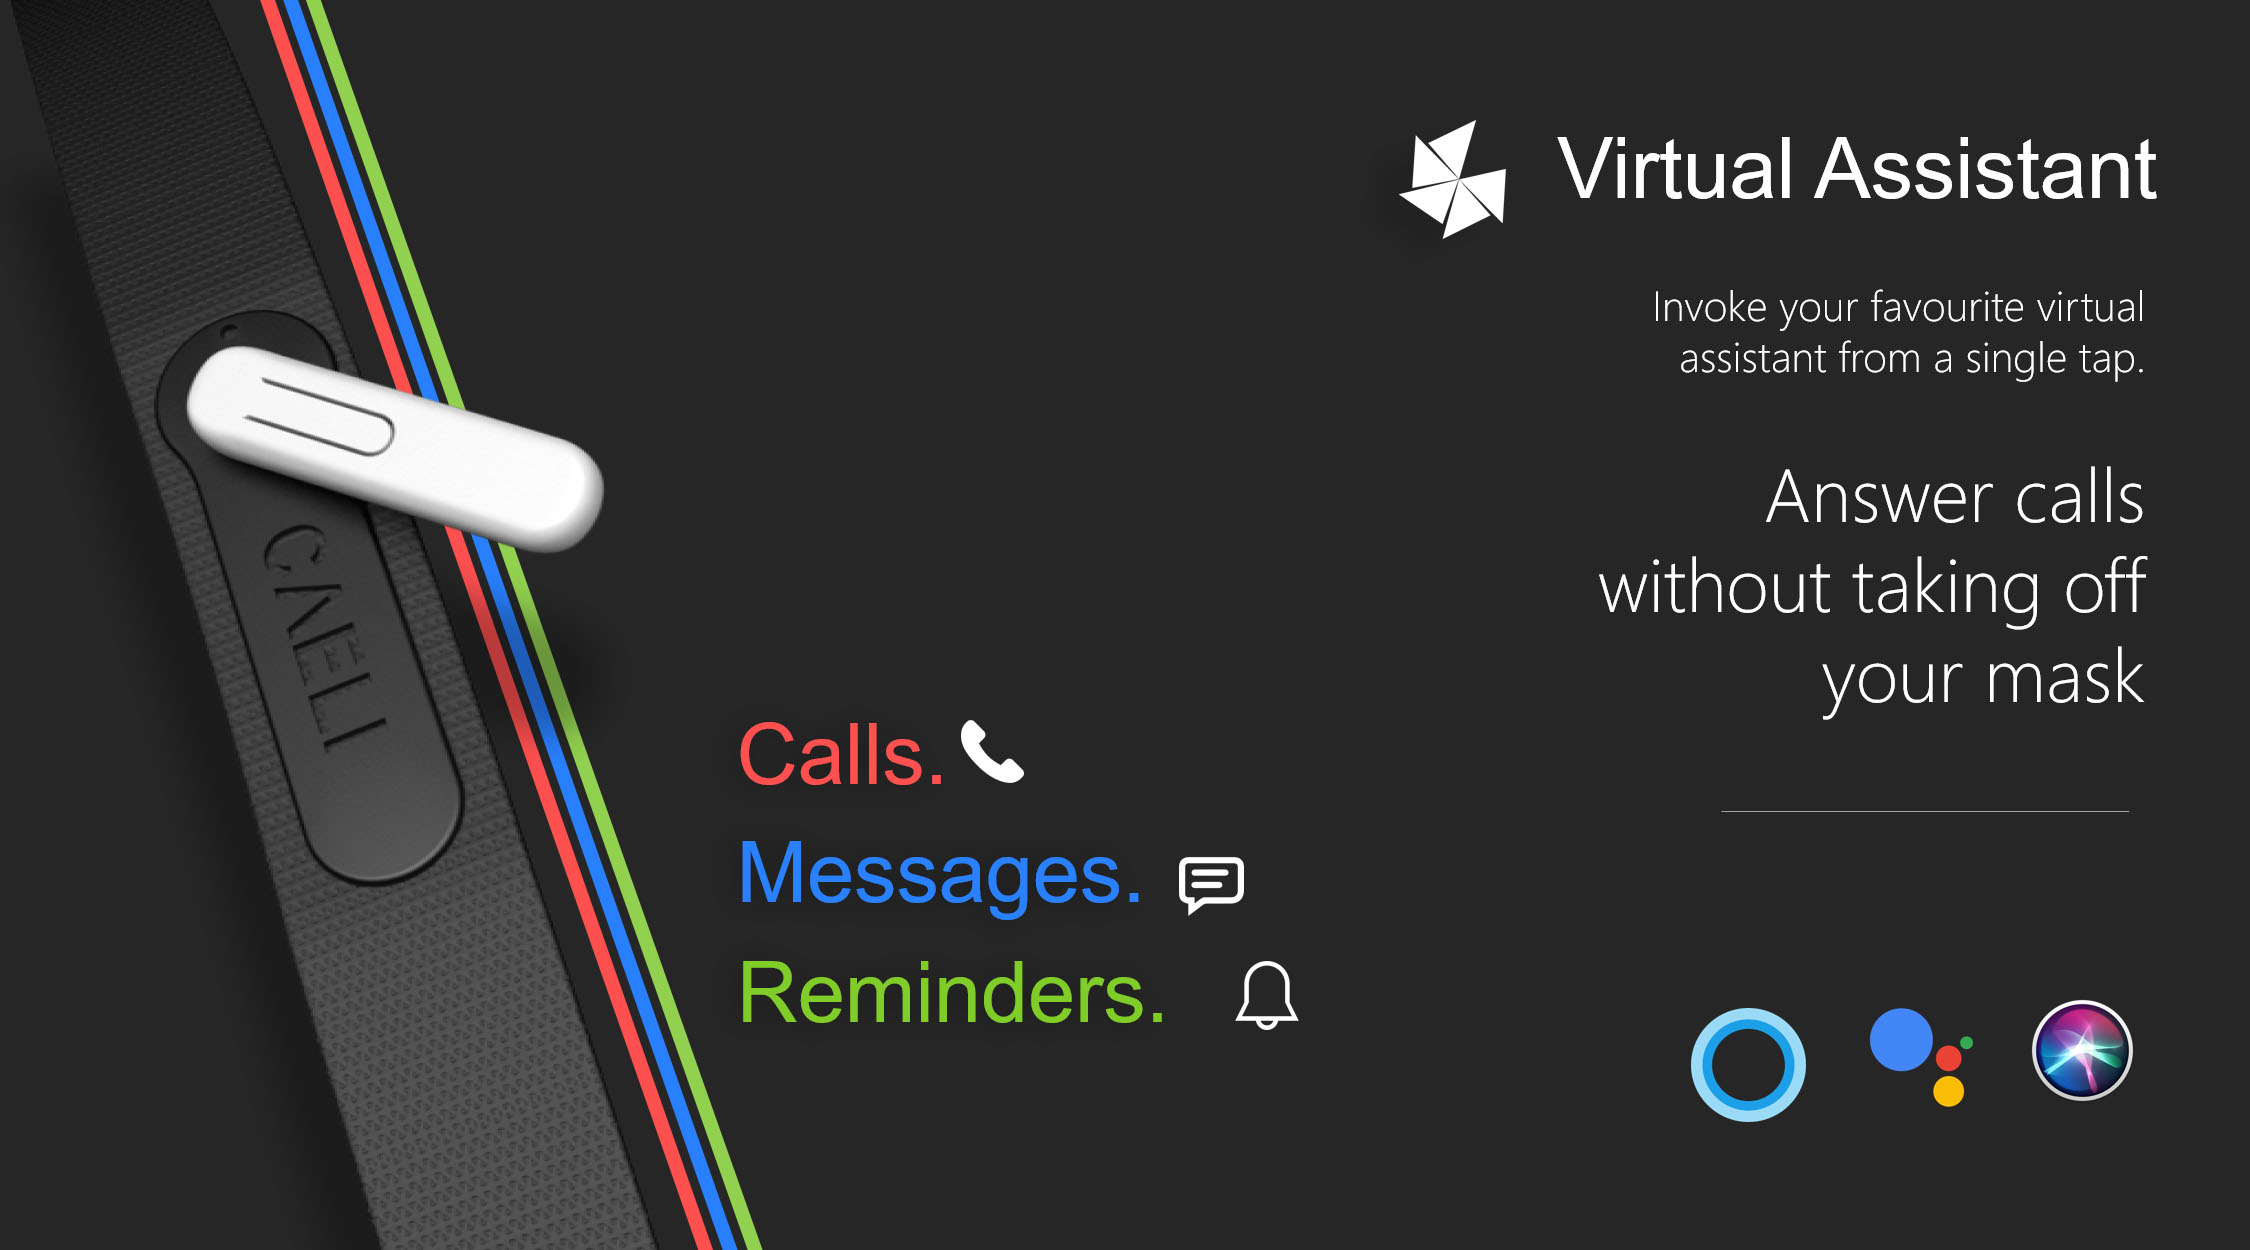 Virtual Assistant
Invoke your favourite virtual
assistant from a single tap.
Answer calls
without taking off
your mask
CAELI
Calls.
Messages.
Reminders.